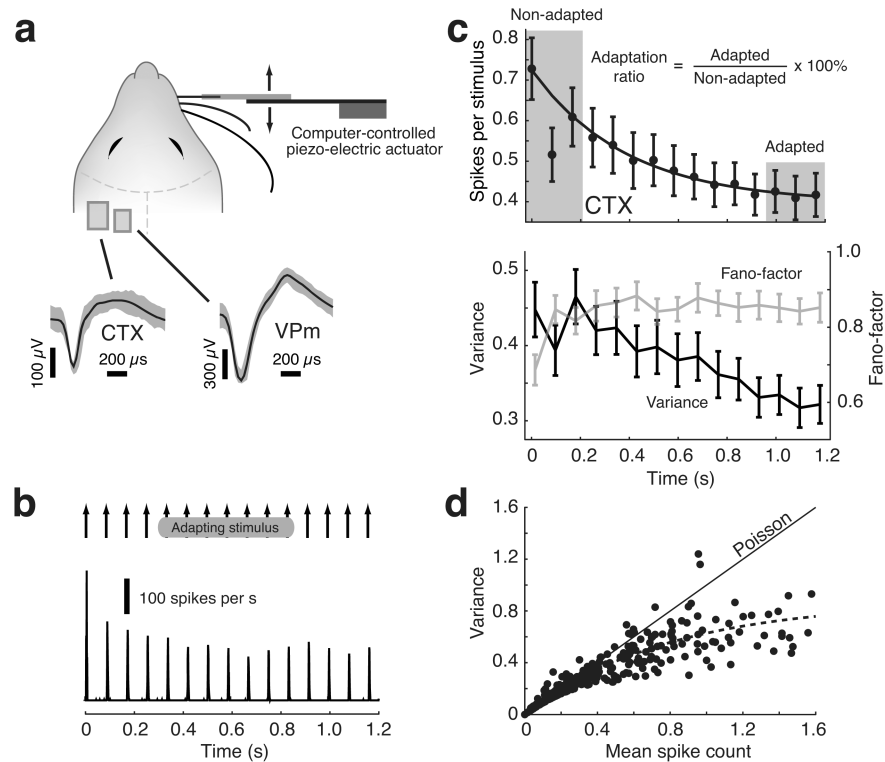 a
Computer-controlled
piezo-electric actuator
CTX
VPm
100 µV
200 µs
300 µV
200 µs
b
Adapting stimulus
100 spikes per s
0 0.2 0.4 0.6 0.8 1.0 1.2
Time (s)
c
Non-adapted
Spikes per stimulus
0.8
0.7
0.6
0.5
0.4
Adaptation ratio = Adapted / Non-adapted x 100%
Adapted
CTX
Variance
0.5
0.4
0.3
Fano-factor
Variance
1.0
0.8
0.6
Fano-factor
0 0.2 0.4 0.6 0.8 1.0 1.2
Time (s)
d
Variance
1.6
1.2
0.8
0.4
0
Poisson
0 0.4 0.8 1.2 1.6
Mean spike count